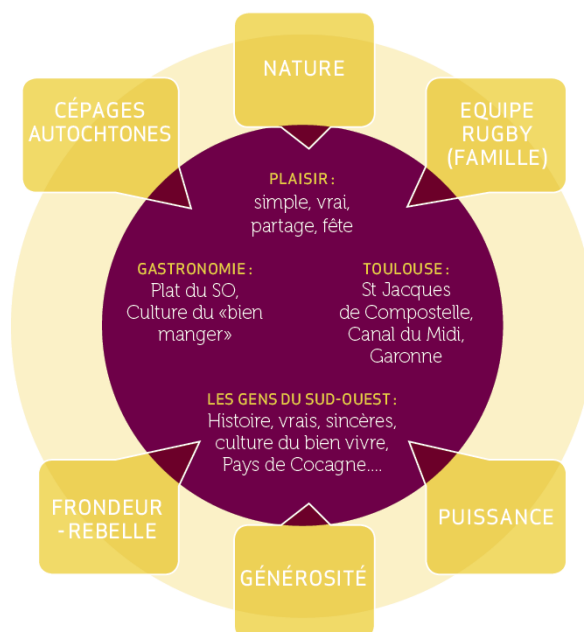 NATURE
CÉPAGES
AUTOCHTONES
EQUIPE
RUGBY
(FAMILLE)
PLAISIR :
simple, vrai,
partage, fête
GASTRONOMIE :
Plat du SO,
Culture du «bien
manger»
TOULOUSE :
St Jacques
de Compostelle,
Canal du Midi,
Garonne
LES GENS DU SUD-OUEST :
Histoire, vrais, sincères,
culture du bien vivre,
Pays de Cocagne....
FRONDEUR
-REBELLE
PUISSANCE
GÉNÉROSITÉ